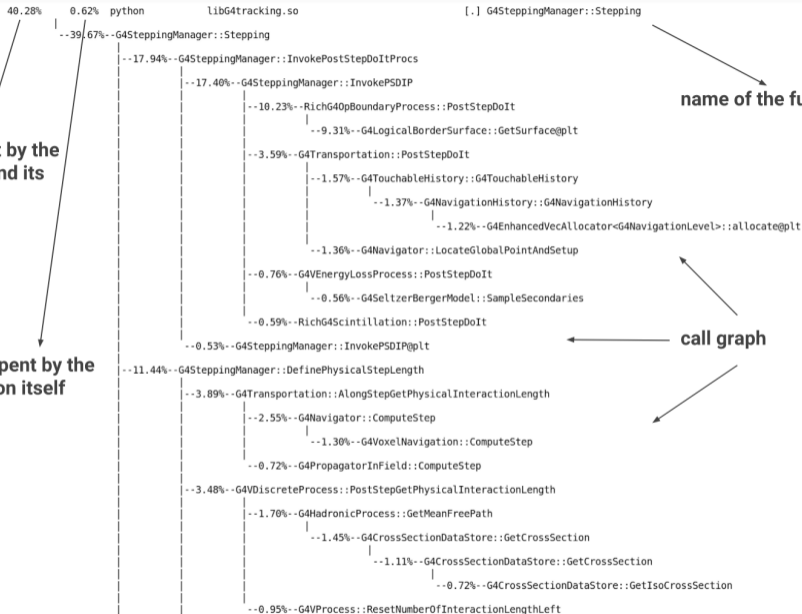 40.28% 0.62% python libG4tracking.so [.] G4SteppingManager::Stepping
|
--39.67%--G4SteppingManager::Stepping
|--17.94%--G4SteppingManager::InvokePostStepDoItProcs
|--17.40%--G4SteppingManager::InvokePSDIP
name of the
|--10.23%--RichG4OpBoundaryProcess::PostStepDoIt
--9.31%--G4LogicalBorderSurface::GetSurface@plt
by the
|--3.59%--G4Transportation::PostStepDoIt
nd its
|--1.57%--G4TouchableHistory::G4TouchableHistory
--1.37%--G4NavigationHistory::G4NavigationHistory
--1.22%--G4EnhancedVecAllocator<G4NavigationLevel>::allocate@plt
--1.36%--G4Navigator::LocateGlobalPointAndSetup
|--0.76%--G4VEnergyLossProcess::PostStepDoIt
--0.56%--G4SeltzerBergerModel::SampleSecondaries
--0.59%--RichG4Scintillation::PostStepDoIt
call graph
--0.53%--G4SteppingManager::InvokePSDIP@plt
pent by the
|--11.44%--G4SteppingManager::DefinePhysicalStepLength
on itself
|--3.89%--G4Transportation::AlongStepGetPhysicalInteractionLength
|--2.55%--G4Navigator::ComputeStep
--1.30%--G4VoxelNavigation::ComputeStep
--0.72%--G4PropagatorInField::ComputeStep
|--3.48%--G4VDiscreteProcess::PostStepGetPhysicalInteractionLength
|--1.70%--G4HadronicProcess::GetMeanFreePath
--1.45%--G4CrossSectionDataStore::GetCrossSection
--1.11%--G4CrossSectionDataStore::GetCrossSection
--0.72%--G4CrossSectionDataStore::GetIsoCrossSection
--0.95%--G4VProcess::ResetNumberOfInteractionLengthLeft